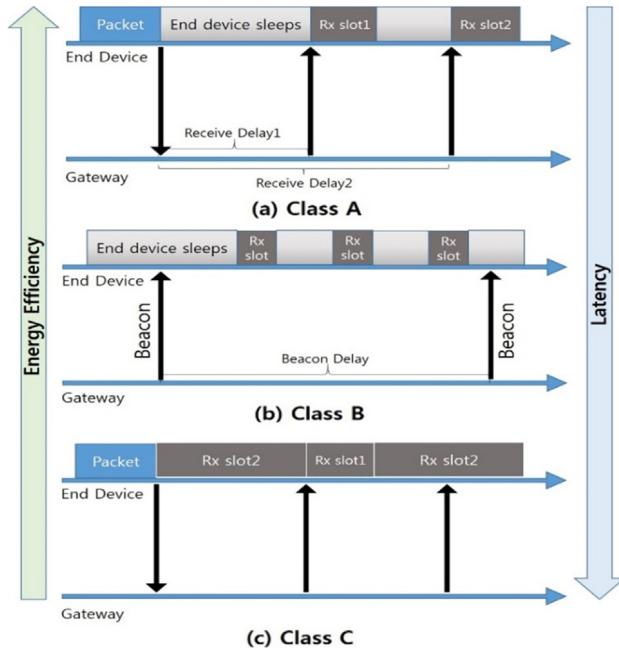 Packet End device sleeps Rx slot1 Rx slot2
End Device
Receive Delay1
Gateway
Receive Delay2
(a) Class A
End device sleeps Rx slot Rx slot Rx slot
End Device
Beacon Beacon
Beacon Delay
Gateway
(b) Class B
Packet Rx slot2 Rx slot1 Rx slot2
End Device
Gateway
(c) Class C
Energy Efficiency
Latency